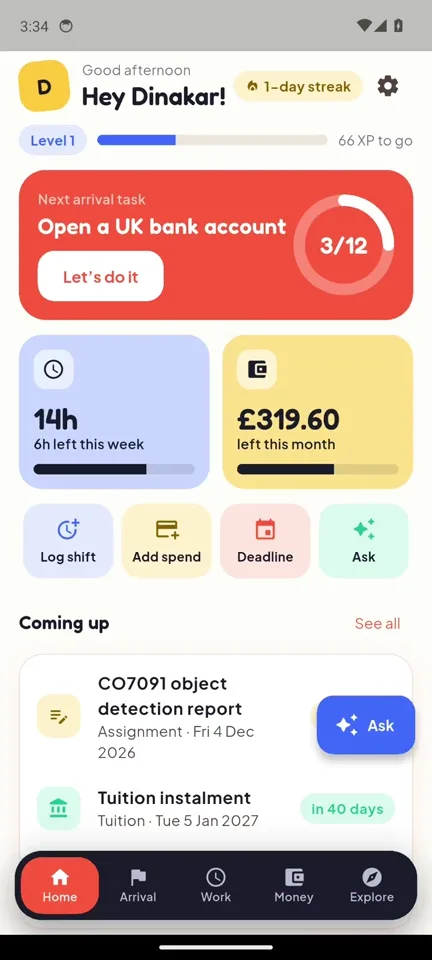 3:34
D
Good afternoon
Hey Dinakar!
1-day streak
Level 1
66 XP to go
Next arrival task
Open a UK bank account
Let's do it
3/12
14h
6h left this week
£319.60
left this month
Log shift
Add spend
Deadline
Ask
Coming up
See all
CO7091 object
detection report
Assignment · Fri 4 Dec
2026
Ask
Tuition instalment
Tuition · Tue 5 Jan 2027
in 40 days
Home
Arrival
Work
Money
Explore